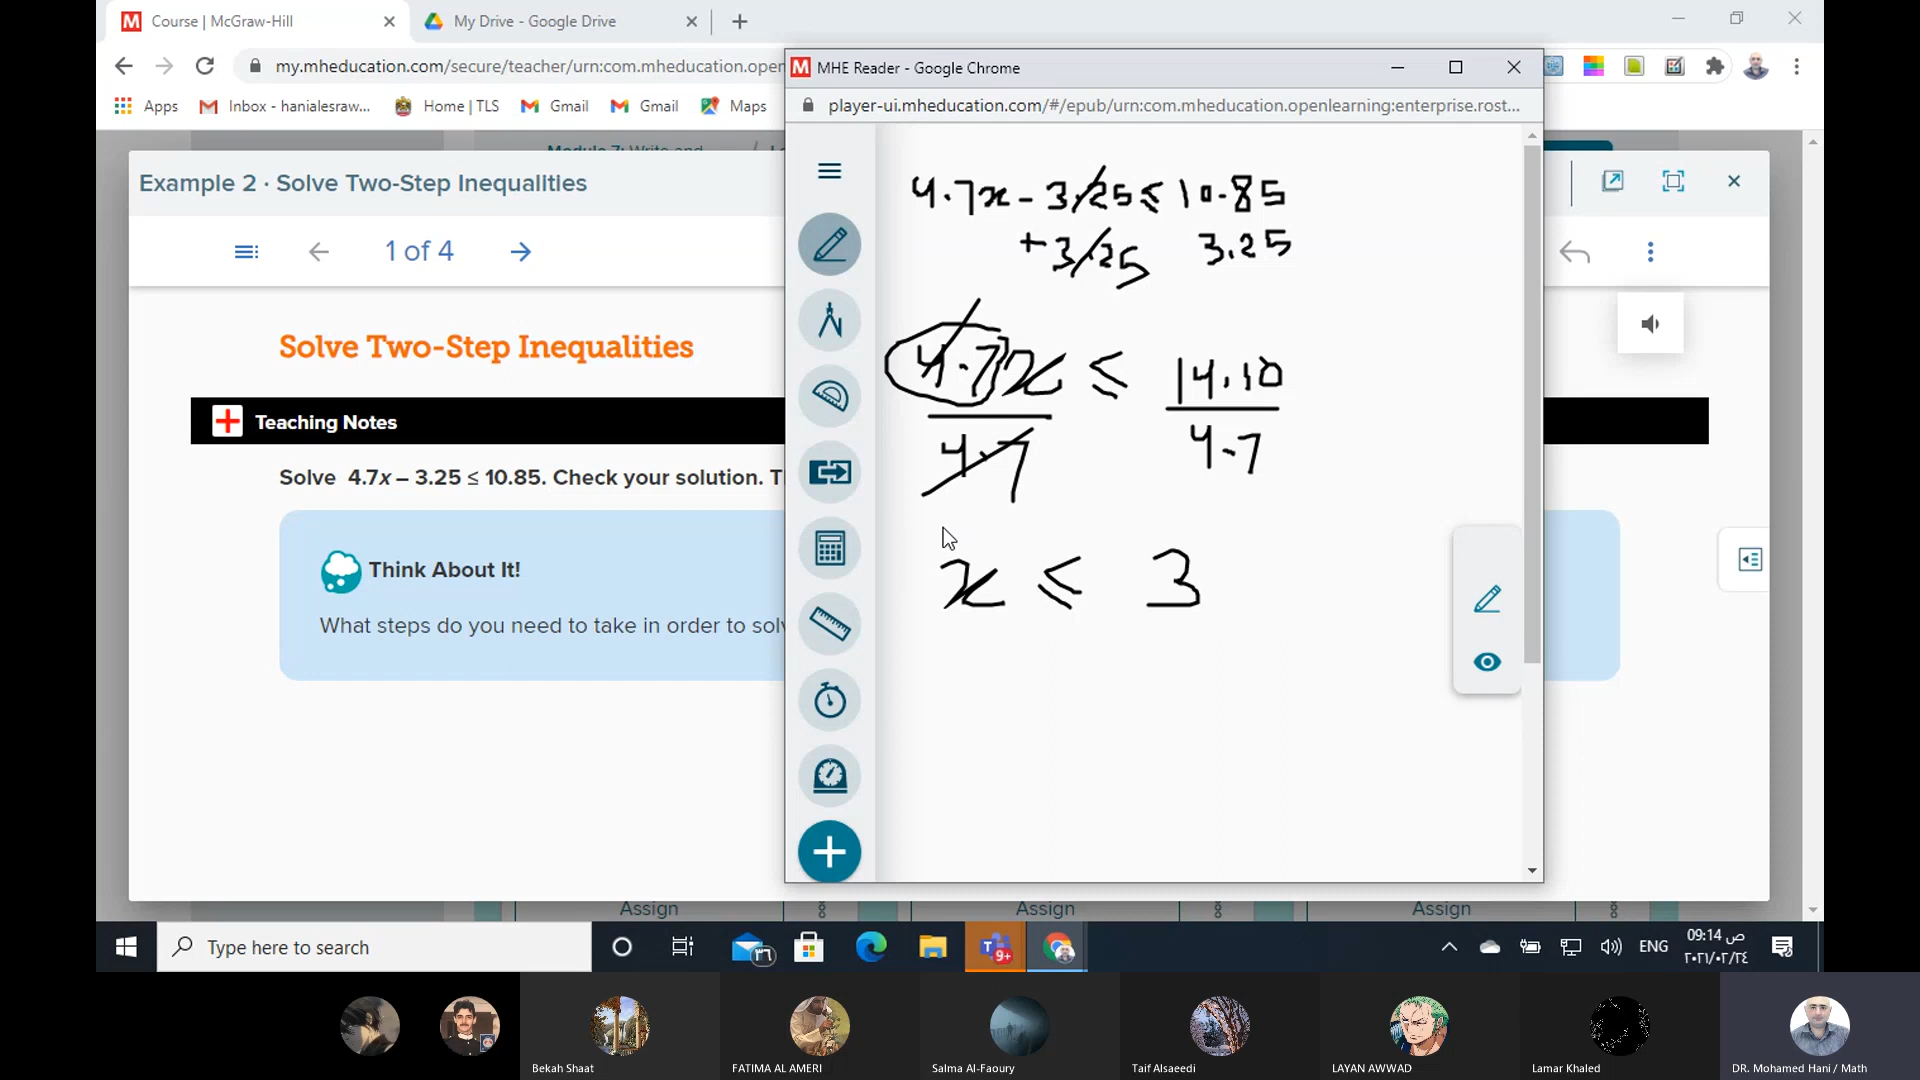 Course | McGraw-Hill
My Drive - Google Drive
my.mheducation.com/secure/teacher/urn:com.mheducation.open
MHE Reader - Google Chrome
Apps
Inbox - hanialesraw...
Home | TLS
Gmail
Gmail
Maps
player-ui.mheducation.com/#/epub/urn:com.mheducation.openlearning:enterprise.rost...
Example 2 · Solve Two-Step Inequalities
1 of 4
Solve Two-Step Inequalities
Teaching Notes
Solve 4.7x – 3.25 ≤ 10.85. Check your solution. T
Think About It!
What steps do you need to take in order to solv
4.7x - 3.25 ≤ 10.85
+3.25 3.25
4.7x ≤ 14.10
4.7 4.7
x ≤ 3
Assign
Assign
Assign
Type here to search
٣٦
9+
ENG
09:14 ص
٢٠٢١/٠٢/٢٤
Bekah Shaat
FATIMA AL AMERI
Salma Al-Faoury
Taif Alsaeedi
LAYAN AWWAD
Lamar Khaled
DR. Mohamed Hani / Math